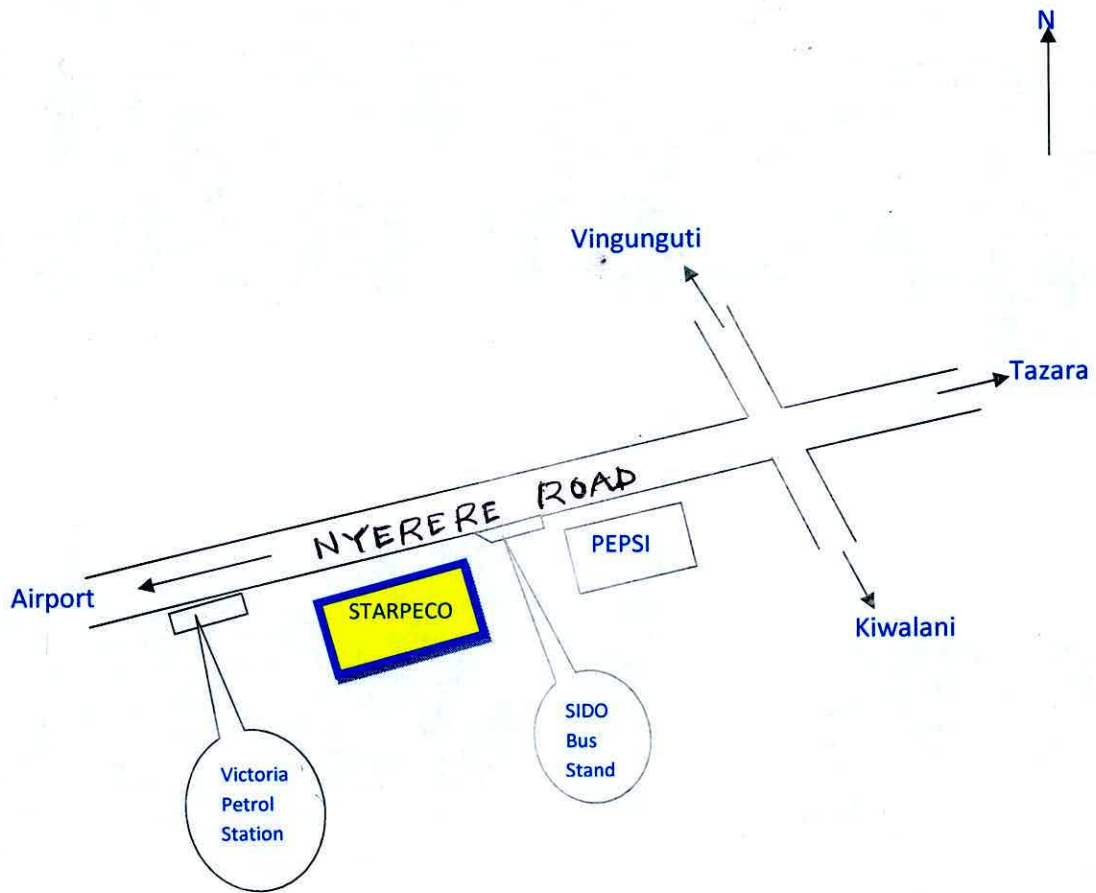 N
Vingunguti
Tazara
NYERERE ROAD
PEPSI
Airport
STARPECO
Kiwalani
SIDO
Bus
Stand
Victoria
Petrol
Station